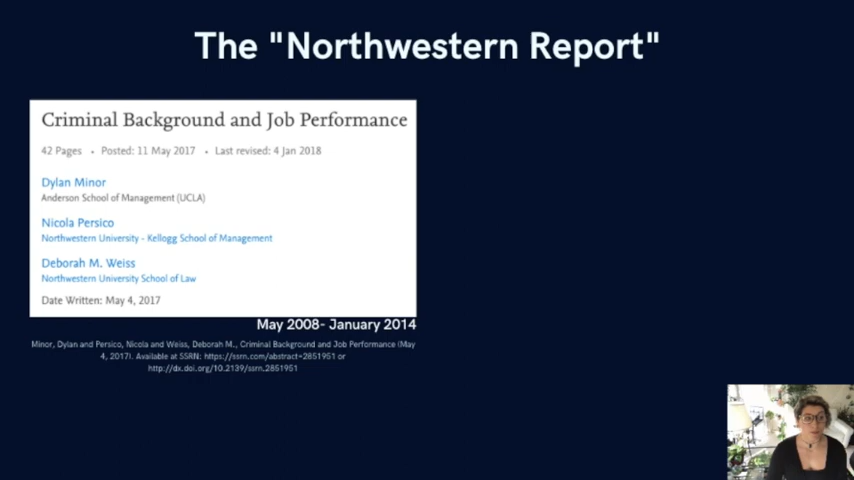 The "Northwestern Report"
Criminal Background and Job Performance
42 Pages • Posted: 11 May 2017 • Last revised: 4 Jan 2018
Dylan Minor
Anderson School of Management (UCLA)
Nicola Persico
Northwestern University - Kellogg School of Management
Deborah M. Weiss
Northwestern University School of Law
Date Written: May 4, 2017
May 2008- January 2014
Minor, Dylan and Persico, Nicola and Weiss, Deborah M., Criminal Background and Job Performance (May
4, 2017). Available at SSRN: https://ssrn.com/abstract=2851951 or
http://dx.doi.org/10.2139/ssrn.2851951